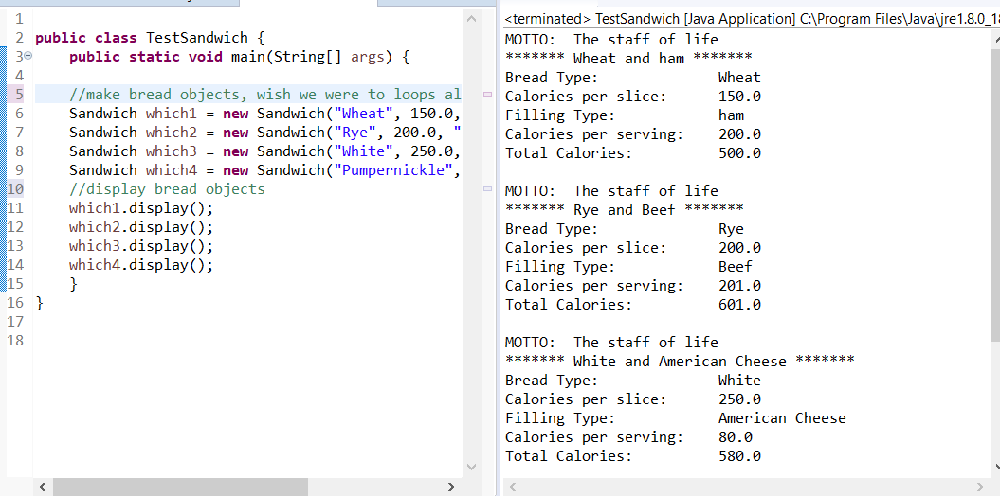 1
2 public class TestSandwich {
3 public static void main(String[] args) {
4
5 //make bread objects, wish we were to loops al
6 Sandwich which1 = new Sandwich("Wheat", 150.0,
7 Sandwich which2 = new Sandwich("Rye", 200.0, "
8 Sandwich which3 = new Sandwich("White", 250.0,
9 Sandwich which4 = new Sandwich("Pumpernickle",
10 //display bread objects
11 which1.display();
12 which2.display();
13 which3.display();
14 which4.display();
15 }
16 }
17
18
<terminated> TestSandwich [Java Application] C:\Program Files\Java\jre1.8.0_18
MOTTO:  The staff of life
******* Wheat and ham *******
Bread Type:              Wheat
Calories per slice:      150.0
Filling Type:            ham
Calories per serving:    200.0
Total Calories:          500.0

MOTTO:  The staff of life
******* Rye and Beef *******
Bread Type:              Rye
Calories per slice:      200.0
Filling Type:            Beef
Calories per serving:    201.0
Total Calories:          601.0

MOTTO:  The staff of life
******* White and American Cheese *******
Bread Type:              White
Calories per slice:      250.0
Filling Type:            American Cheese
Calories per serving:    80.0
Total Calories:          580.0